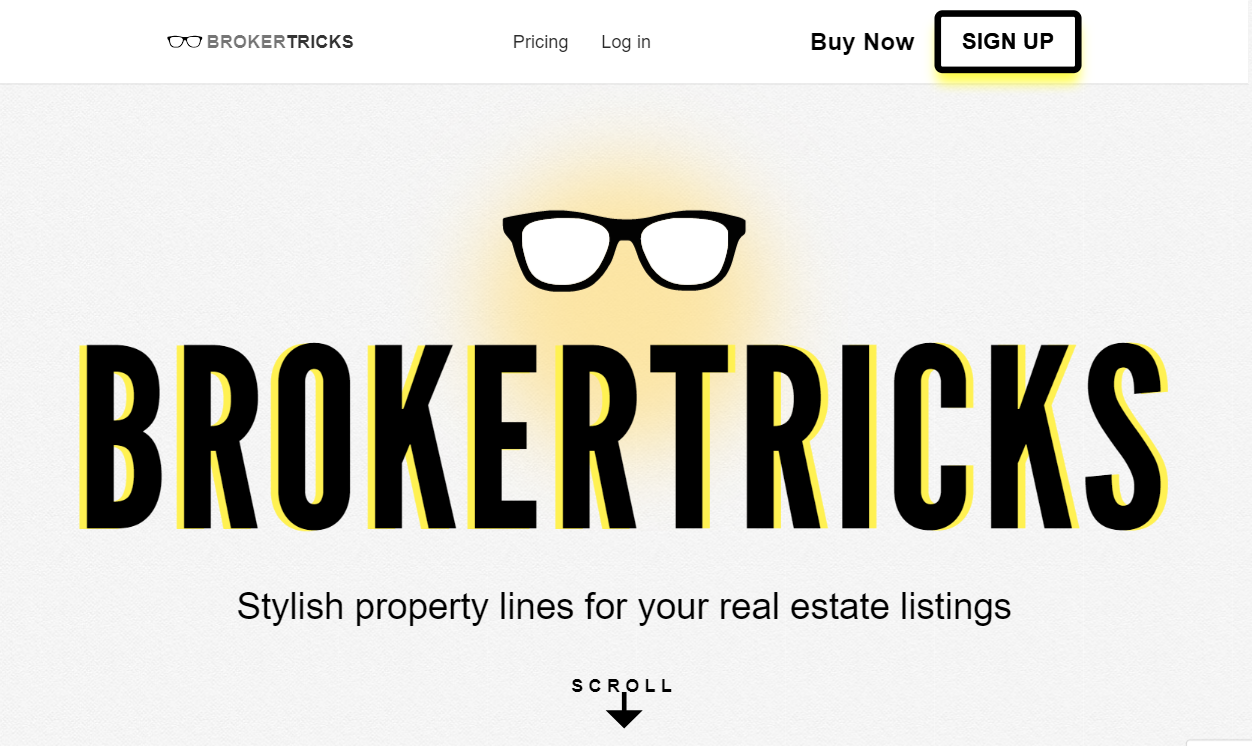 BROKERTRICKS
Pricing
Log in
Buy Now
SIGN UP
BROKERTRICKS
Stylish property lines for your real estate listings
SCROLL